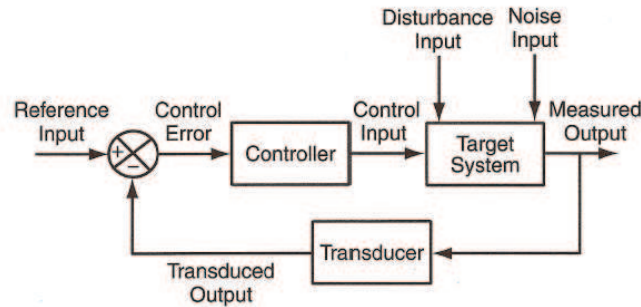 Disturbance
Input
Noise
Input
Reference
Input
Control
Error
Control
Input
Measured
Output
+
−
Controller
Target
System
Transducer
Transduced
Output